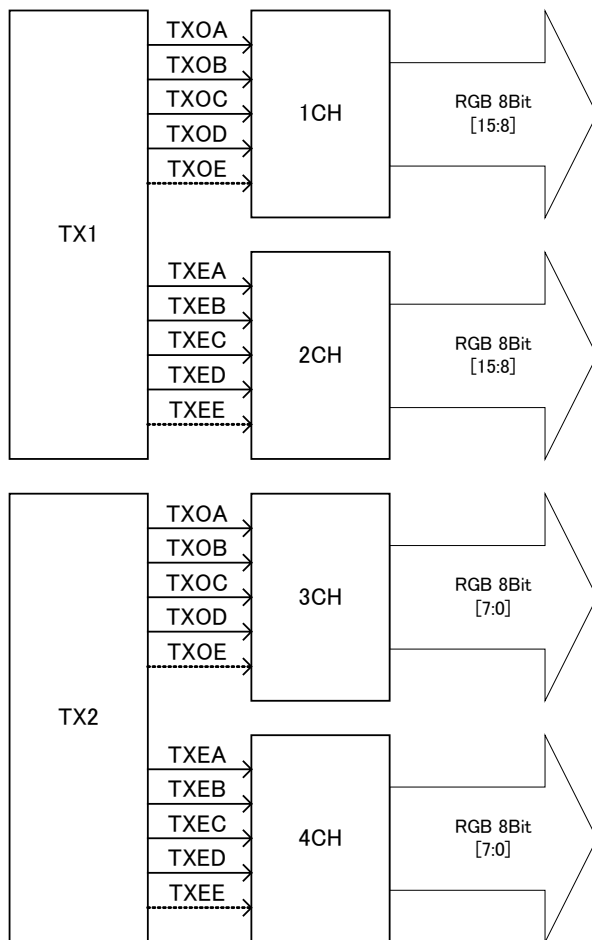 TX1
TXOA
TXOB
TXOC
TXOD
TXOE
1CH
RGB 8Bit
[15:8]
TXEA
TXEB
TXEC
TXED
TXEE
2CH
RGB 8Bit
[15:8]
TX2
TXOA
TXOB
TXOC
TXOD
TXOE
3CH
RGB 8Bit
[7:0]
TXEA
TXEB
TXEC
TXED
TXEE
4CH
RGB 8Bit
[7:0]